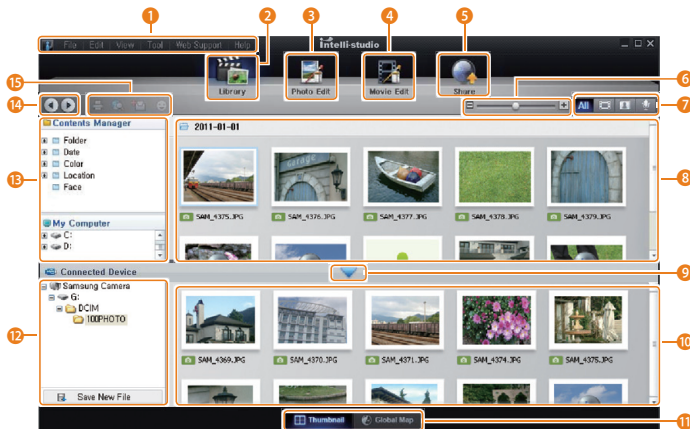 1
2
3
4
5
File Edit View Tool Web Support Help
intelli-studio
15
Library
Photo Edit
Movie Edit
Share
6
14
All
7
Contents Manager
2011-01-01
Folder
Date
Color
Location
Face
13
Garage
8
SAM_4375.JPG
SAM_4376.JPG
SAM_4377.JPG
SAM_4378.JPG
SAM_4379.JPG
My Computer
C:
D:
Connected Device
9
Samsung Camera
G:
DCIM
100PHOTO
12
10
SAM_4369.JPG
SAM_4370.JPG
SAM_4371.JPG
SAM_4374.JPG
SAM_4375.JPG
Save New File
Thumbnail
Global Map
11